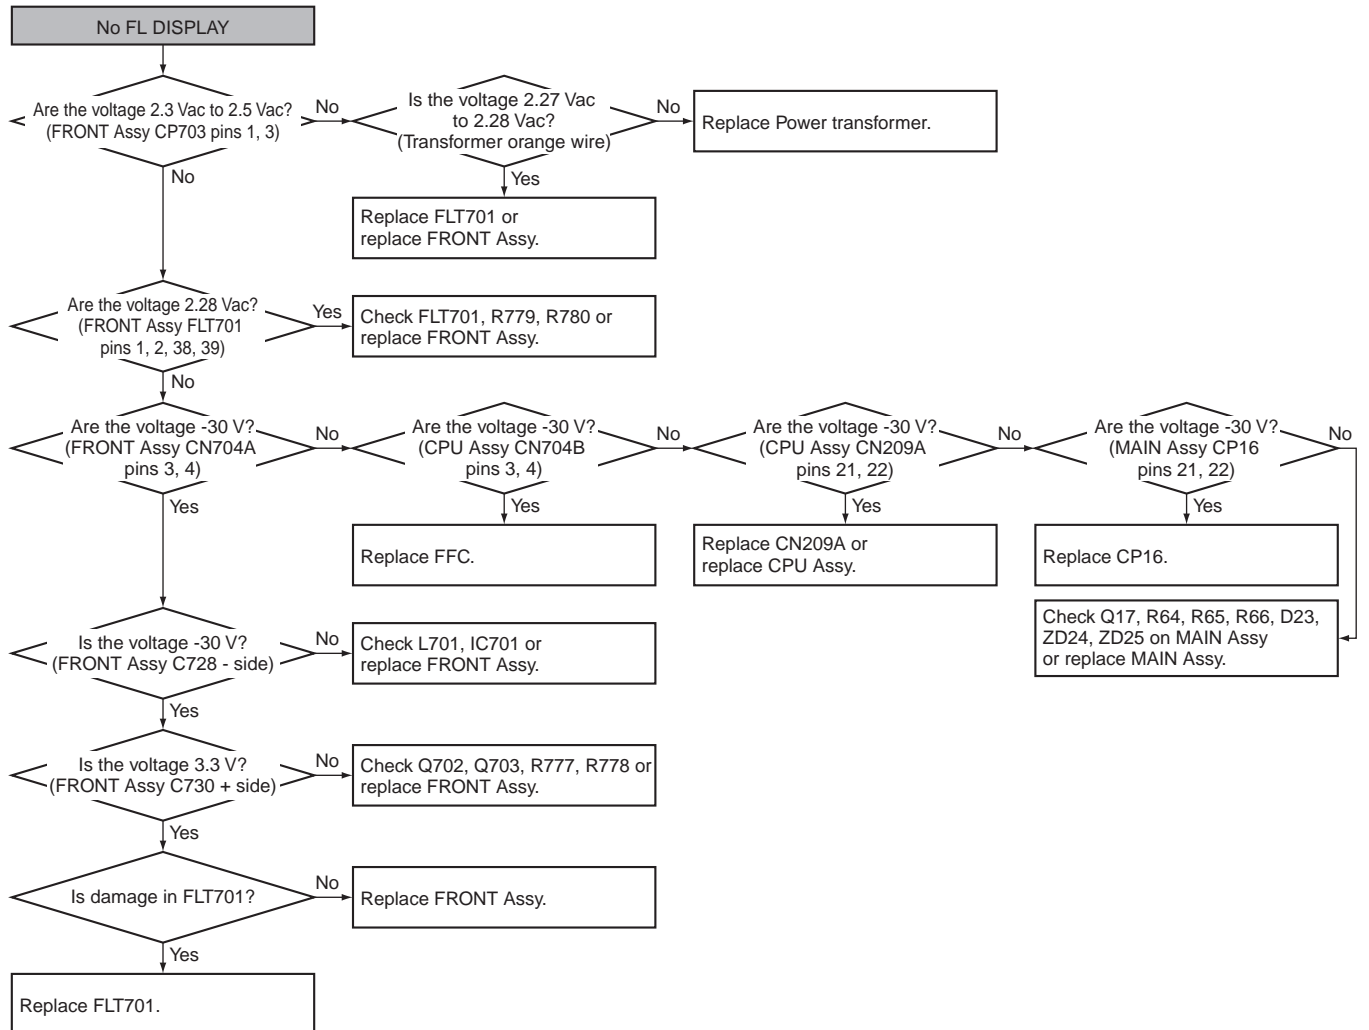 No FL DISPLAY
Are the voltage 2.3 Vac to 2.5 Vac?
(FRONT Assy CP703 pins 1, 3)
No
Is the voltage 2.27 Vac
to 2.28 Vac?
(Transformer orange wire)
No
Replace Power transformer.
No
Yes
Replace FLT701 or
replace FRONT Assy.
Are the voltage 2.28 Vac?
(FRONT Assy FLT701
pins 1, 2, 38, 39)
Yes
Check FLT701, R779, R780 or
replace FRONT Assy.
No
Are the voltage -30 V?
(FRONT Assy CN704A
pins 3, 4)
No
Are the voltage -30 V?
(CPU Assy CN704B
pins 3, 4)
No
Are the voltage -30 V?
(CPU Assy CN209A
pins 21, 22)
No
Are the voltage -30 V?
(MAIN Assy CP16
pins 21, 22)
No
Yes
Yes
Yes
Yes
Replace FFC.
Replace CN209A or
replace CPU Assy.
Replace CP16.
Check Q17, R64, R65, R66, D23,
ZD24, ZD25 on MAIN Assy
or replace MAIN Assy.
Is the voltage -30 V?
(FRONT Assy C728 - side)
No
Check L701, IC701 or
replace FRONT Assy.
Yes
Is the voltage 3.3 V?
(FRONT Assy C730 + side)
No
Check Q702, Q703, R777, R778 or
replace FRONT Assy.
Yes
Is damage in FLT701?
No
Replace FRONT Assy.
Yes
Replace FLT701.